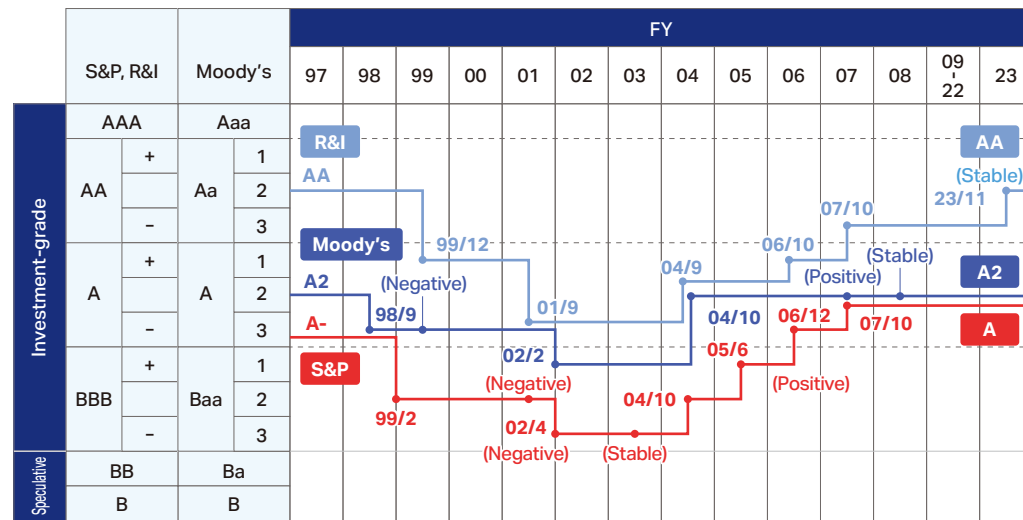 FY
S&P, R&I Moody's 97 98 99 00 01 02 03 04 05 06 07 08 09-22 23
Investment-grade
AAA Aaa
AA + Aa 1
2
− 3
A + A 1
2
− 3
BBB + Baa 1
2
− 3
Speculative
BB Ba
B B
R&I
AA
99/12
01/9
04/9
06/10
07/10
23/11
AA
(Stable)
Moody's
A2
98/9
(Negative)
02/2
04/10
(Positive)
(Stable)
A2
A-
S&P
99/2
(Negative)
02/4
(Negative)
(Stable)
04/10
05/6
06/12
(Positive)
07/10
A